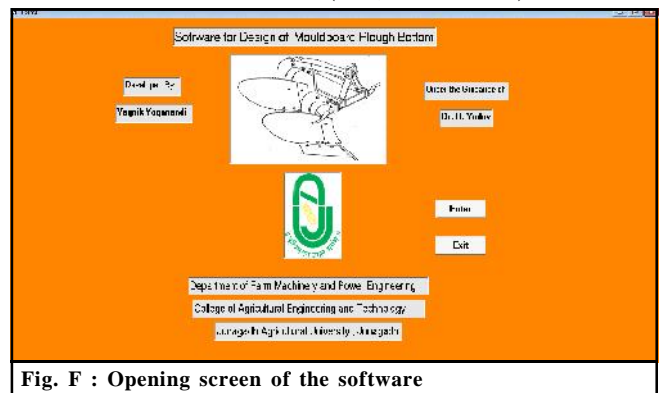 Software for Design of Mouldboard Plough Bottom
Developed By
Under the Guidance of
Yagnik Yoganandi
Dr. R. Yadav
Enter
Exit
Department of Farm Machinery and Power Engineering
College of Agricultural Engineering and Technology
Junagadh Agricultural University, Junagadh
Fig. F : Opening screen of the software